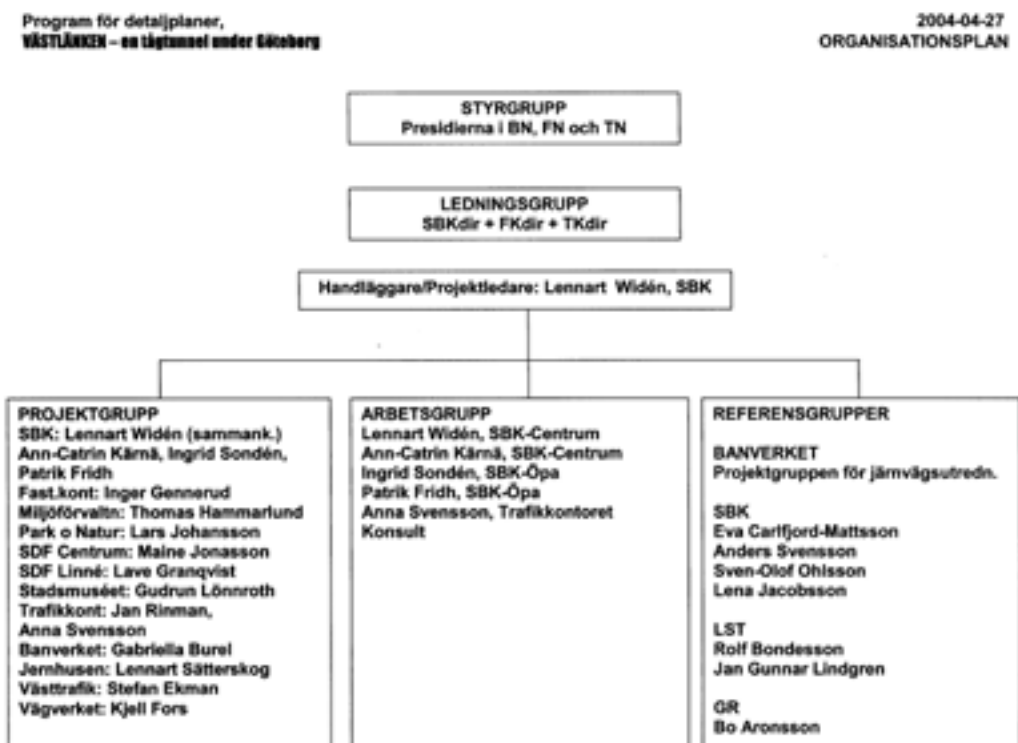 Program för detaljplaner,
VÄSTLÄNKEN – en tågtunnel under Göteborg
2004-04-27
ORGANISATIONSPLAN
STYRGRUPP
Presidierna i BN, FN och TN
LEDNINGSGRUPP
SBKdir + FKdir + TKdir
Handläggare/Projektledare: Lennart Widén, SBK
PROJEKTGRUPP
SBK: Lennart Widén (sammank.)
Ann-Catrin Kärnä, Ingrid Sondén,
Patrik Fridh
Fast.kont: Inger Gennerud
Miljöförvaltn: Thomas Hammarlund
Park o Natur: Lars Johansson
SDF Centrum: Maine Jonasson
SDF Linné: Lave Granqvist
Stadsmuséet: Gudrun Lönnroth
Trafikkont: Jan Rinman,
Anna Svensson
Banverket: Gabriella Burel
Jernhusen: Lennart Sätterskog
Västtrafik: Stefan Ekman
Vägverket: Kjell Fors
ARBETSGRUPP
Lennart Widén, SBK-Centrum
Ann-Catrin Kärnä, SBK-Centrum
Ingrid Sondén, SBK-Öpa
Patrik Fridh, SBK-Öpa
Anna Svensson, Trafikkontoret
Konsult
REFERENSGRUPPER
BANVERKET
Projektgruppen för järnvägsutredn.
SBK
Eva Carlfjord-Mattsson
Anders Svensson
Sven-Olof Ohlsson
Lena Jacobsson
LST
Rolf Bondesson
Jan Gunnar Lindgren
GR
Bo Aronsson